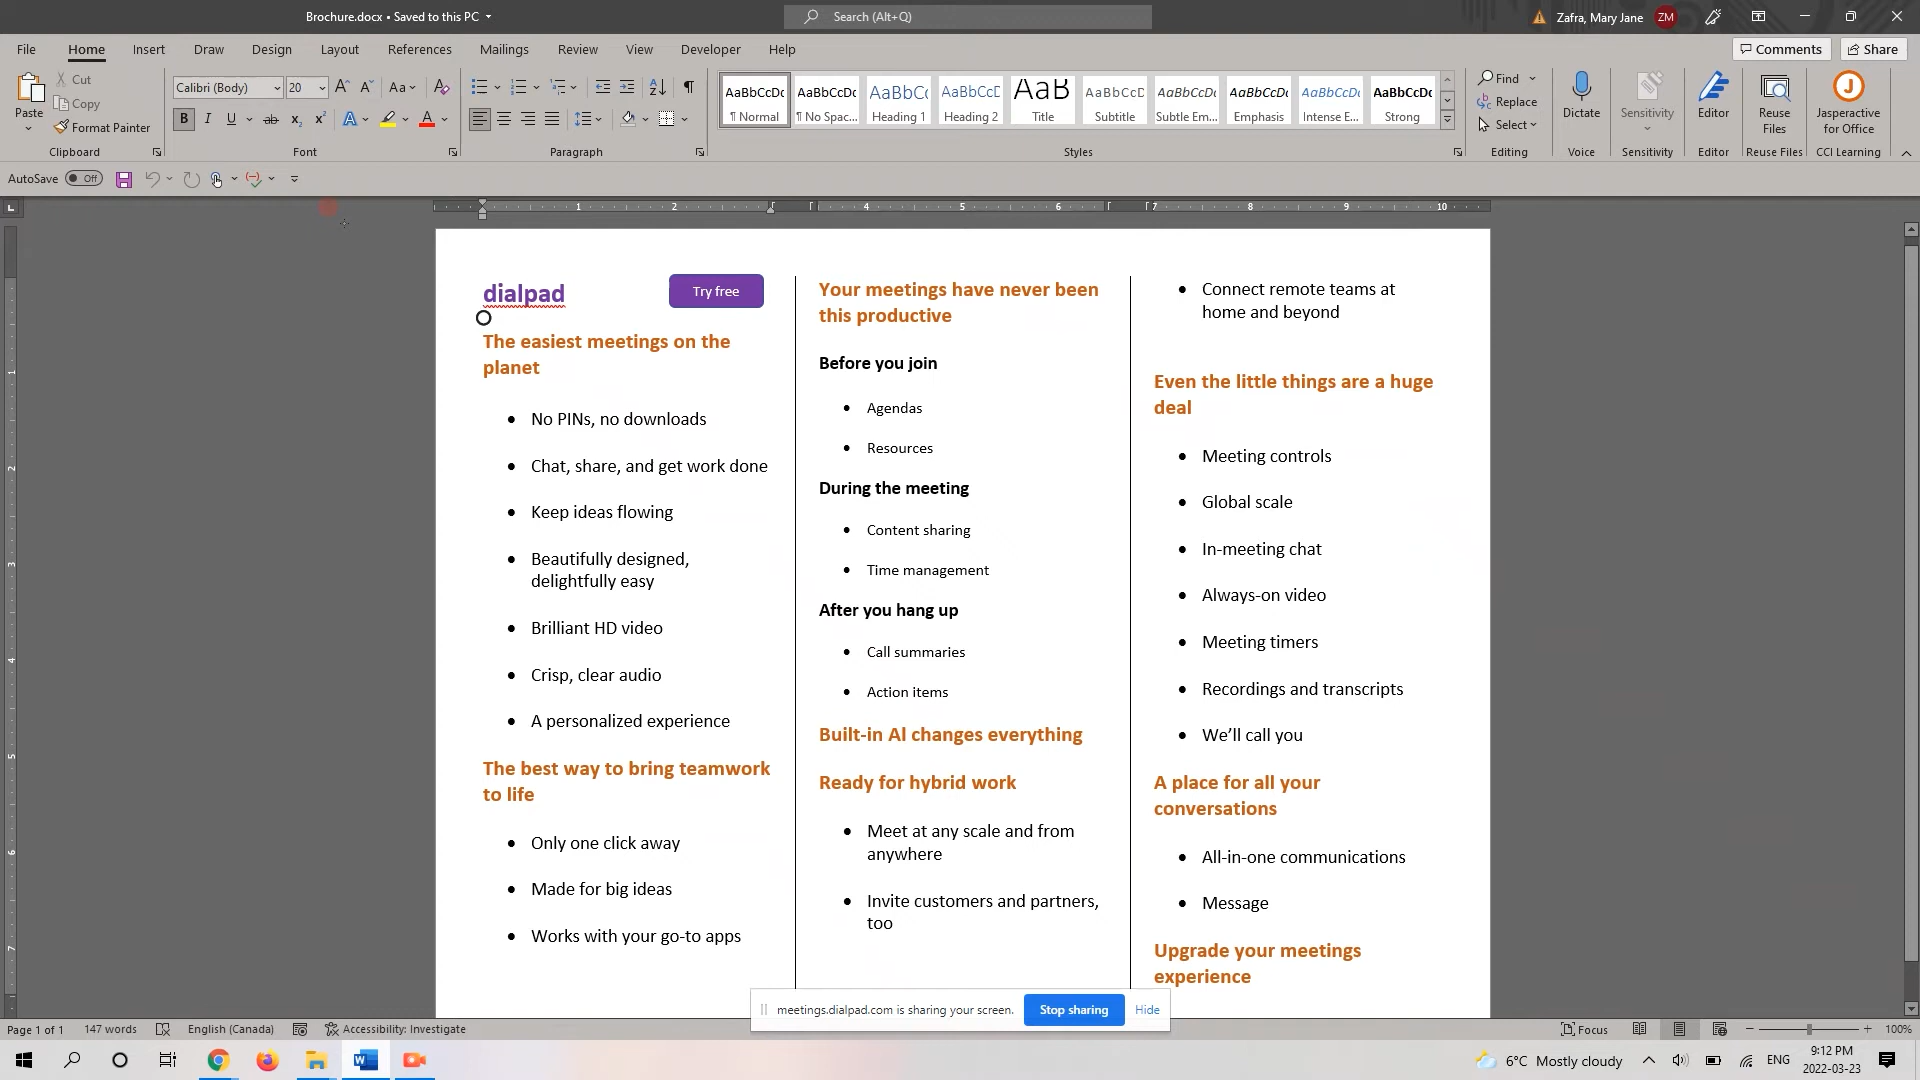 Brochure.docx • Saved to this PC
Search (Alt+Q)
Zafra, Mary Jane
ZM
File Home Insert Draw Design Layout References Mailings Review View Developer Help
Comments
Share
Paste
Cut
Copy
Format Painter
Clipboard
Calibri (Body)
20
Font
Paragraph
AaBbCcDc
¶ Normal
AaBbCcDc
¶ No Spac...
AaBbCc
Heading 1
AaBbCcD
Heading 2
AaB
Title
AaBbCcD
Subtitle
AaBbCcDc
Subtle Em...
AaBbCcDc
Emphasis
AaBbCcDc
Intense E...
AaBbCcDc
Strong
Styles
Find
Replace
Select
Editing
Dictate
Voice
Sensitivity
Sensitivity
Editor
Editor
Reuse
Files
Reuse Files
Jasperactive
for Office
CCI Learning
AutoSave Off
1 2 4 5 6 7 8 9 10
dialpad
Try free
The easiest meetings on the
planet
• No PINs, no downloads
• Chat, share, and get work done
• Keep ideas flowing
• Beautifully designed,
delightfully easy
• Brilliant HD video
• Crisp, clear audio
• A personalized experience
The best way to bring teamwork
to life
• Only one click away
• Made for big ideas
• Works with your go-to apps
Your meetings have never been
this productive
Before you join
• Agendas
• Resources
During the meeting
• Content sharing
• Time management
After you hang up
• Call summaries
• Action items
Built-in AI changes everything
Ready for hybrid work
• Meet at any scale and from
anywhere
• Invite customers and partners,
too
• Connect remote teams at
home and beyond
Even the little things are a huge
deal
• Meeting controls
• Global scale
• In-meeting chat
• Always-on video
• Meeting timers
• Recordings and transcripts
• We’ll call you
A place for all your
conversations
• All-in-one communications
• Message
Upgrade your meetings
experience
meetings.dialpad.com is sharing your screen.
Stop sharing
Hide
Page 1 of 1
147 words
English (Canada)
Accessibility: Investigate
Focus
100%
6°C Mostly cloudy
ENG
9:12 PM
2022-03-23